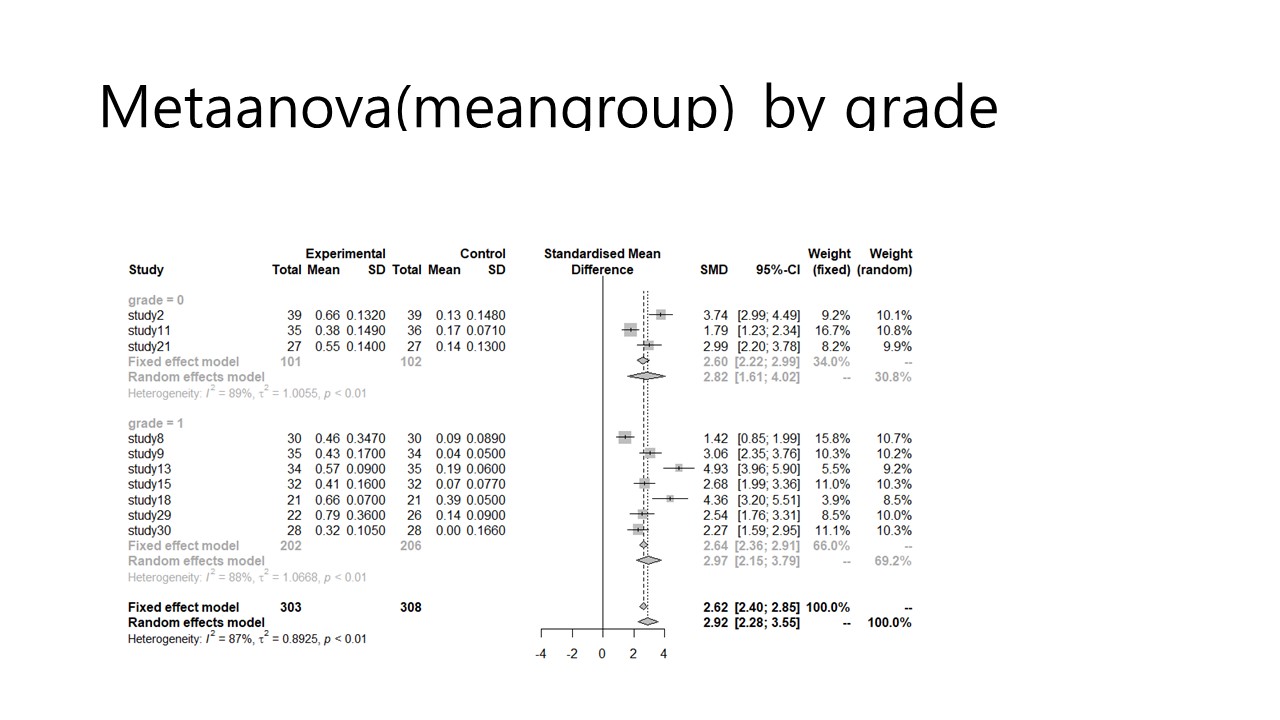 Metaanova(meangroup) by grade
Experimental Control Standardised Mean Weight Weight
Study Total Mean SD Total Mean SD Difference SMD 95%-CI (fixed) (random)
grade = 0
study2 39 0.66 0.1320 39 0.13 0.1480 3.74 [2.99; 4.49] 9.2% 10.1%
study11 35 0.38 0.1490 36 0.17 0.0710 1.79 [1.23; 2.34] 16.7% 10.8%
study21 27 0.55 0.1400 27 0.14 0.1300 2.99 [2.20; 3.78] 8.2% 9.9%
Fixed effect model 101 102 2.60 [2.22; 2.99] 34.0% --
Random effects model 2.82 [1.61; 4.02] -- 30.8%
Heterogeneity: I² = 89%, τ² = 1.0055, p < 0.01
grade = 1
study8 30 0.46 0.3470 30 0.09 0.0890 1.42 [0.85; 1.99] 15.8% 10.7%
study9 35 0.43 0.1700 34 0.04 0.0500 3.06 [2.35; 3.76] 10.3% 10.2%
study13 34 0.57 0.0900 35 0.19 0.0600 4.93 [3.96; 5.90] 5.5% 9.2%
study15 32 0.41 0.1600 32 0.07 0.0770 2.68 [1.99; 3.36] 11.0% 10.3%
study18 21 0.66 0.0700 21 0.39 0.0500 4.36 [3.20; 5.51] 3.9% 8.5%
study29 22 0.79 0.3600 26 0.14 0.0900 2.54 [1.76; 3.31] 8.5% 10.0%
study30 28 0.32 0.1050 28 0.00 0.1660 2.27 [1.59; 2.95] 11.1% 10.3%
Fixed effect model 202 206 2.64 [2.36; 2.91] 66.0% --
Random effects model 2.97 [2.15; 3.79] -- 69.2%
Heterogeneity: I² = 88%, τ² = 1.0668, p < 0.01
Fixed effect model 303 308 2.62 [2.40; 2.85] 100.0% --
Random effects model 2.92 [2.28; 3.55] -- 100.0%
Heterogeneity: I² = 87%, τ² = 0.8925, p < 0.01
-4 -2 0 2 4